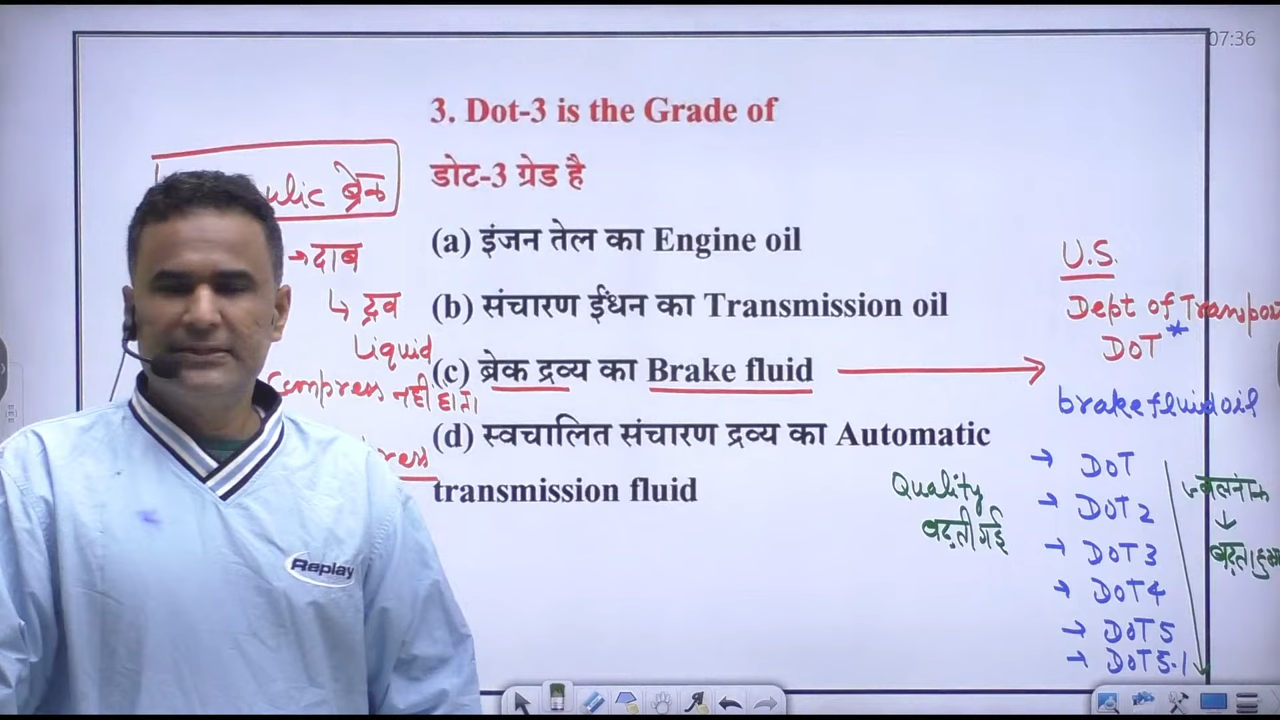 07:36
3. Dot-3 is the Grade of
डोट-3 ग्रेड है
(a) इंजन तेल का Engine oil
(b) संचारण ईंधन का Transmission oil
(c) ब्रेक द्रव्य का Brake fluid
(d) स्वचालित संचारण द्रव्य का Automatic
transmission fluid
ulic ब्रेक
→दाब
↳ द्रव
Liquid
Compress नहीं होता
ress
U.S.
Dept of Transpo
DOT*
brake fluid oil
→ DOT
→ DOT 2
→ DOT 3
→ DOT 4
→ DOT 5
→ DOT 5.1
Quality
बढ़ती गई
↓
Replay